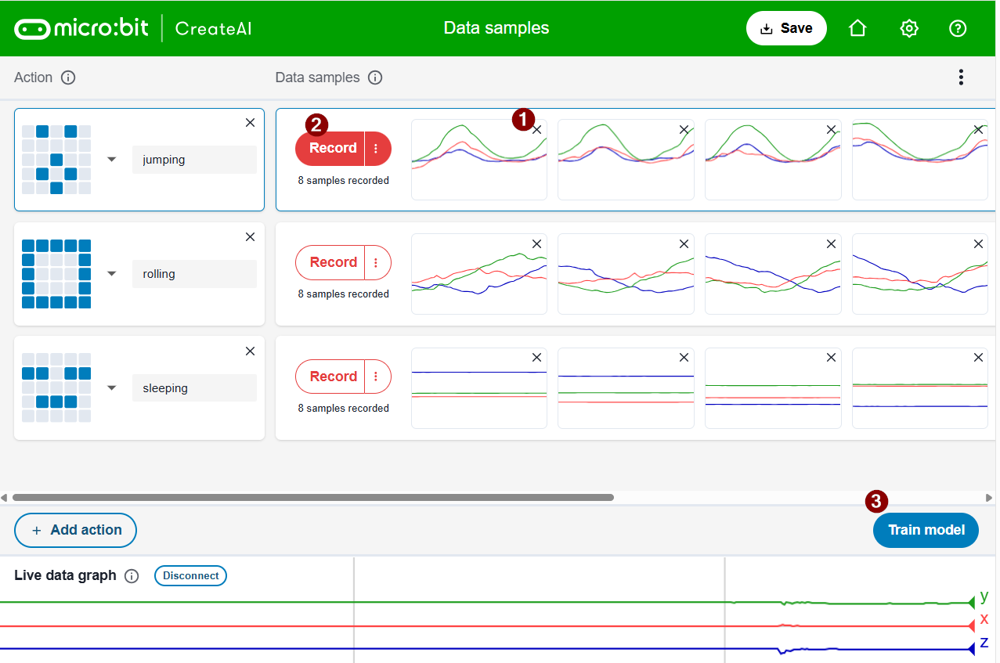 micro:bit CreateAI Data samples Save
Action Data samples
1
2
jumping Record
8 samples recorded
rolling Record
8 samples recorded
sleeping Record
8 samples recorded
3
+ Add action Train model
Live data graph Disconnect
y
x
z